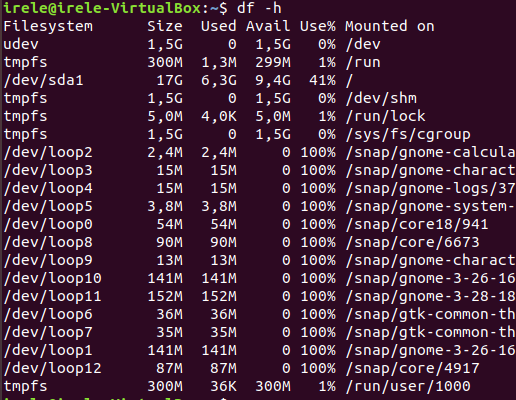 irele@irele-VirtualBox:~$ df -h
Filesystem Size Used Avail Use% Mounted on
udev 1,5G 0 1,5G 0% /dev
tmpfs 300M 1,3M 299M 1% /run
/dev/sda1 17G 6,3G 9,4G 41% /
tmpfs 1,5G 0 1,5G 0% /dev/shm
tmpfs 5,0M 4,0K 5,0M 1% /run/lock
tmpfs 1,5G 0 1,5G 0% /sys/fs/cgroup
/dev/loop2 2,4M 2,4M 0 100% /snap/gnome-calcula
/dev/loop3 15M 15M 0 100% /snap/gnome-charact
/dev/loop4 15M 15M 0 100% /snap/gnome-logs/37
/dev/loop5 3,8M 3,8M 0 100% /snap/gnome-system-
/dev/loop0 54M 54M 0 100% /snap/core18/941
/dev/loop8 90M 90M 0 100% /snap/core/6673
/dev/loop9 13M 13M 0 100% /snap/gnome-charact
/dev/loop10 141M 141M 0 100% /snap/gnome-3-26-16
/dev/loop11 152M 152M 0 100% /snap/gnome-3-28-18
/dev/loop6 36M 36M 0 100% /snap/gtk-common-th
/dev/loop7 35M 35M 0 100% /snap/gtk-common-th
/dev/loop1 141M 141M 0 100% /snap/gnome-3-26-16
/dev/loop12 87M 87M 0 100% /snap/core/4917
tmpfs 300M 36K 300M 1% /run/user/1000